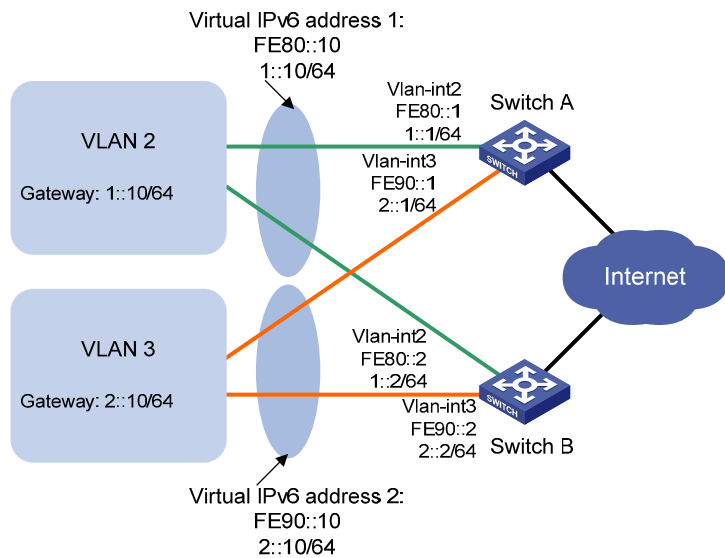 Virtual IPv6 address 1:
FE80::10
1::10/64
VLAN 2
Gateway: 1::10/64
Vlan-int2
FE80::1
1::1/64
Switch A
SWITCH
Vlan-int3
FE90::1
2::1/64
Internet
VLAN 3
Gateway: 2::10/64
Vlan-int2
FE80::2
1::2/64
SWITCH
Vlan-int3
FE90::2
2::2/64
Switch B
Virtual IPv6 address 2:
FE90::10
2::10/64